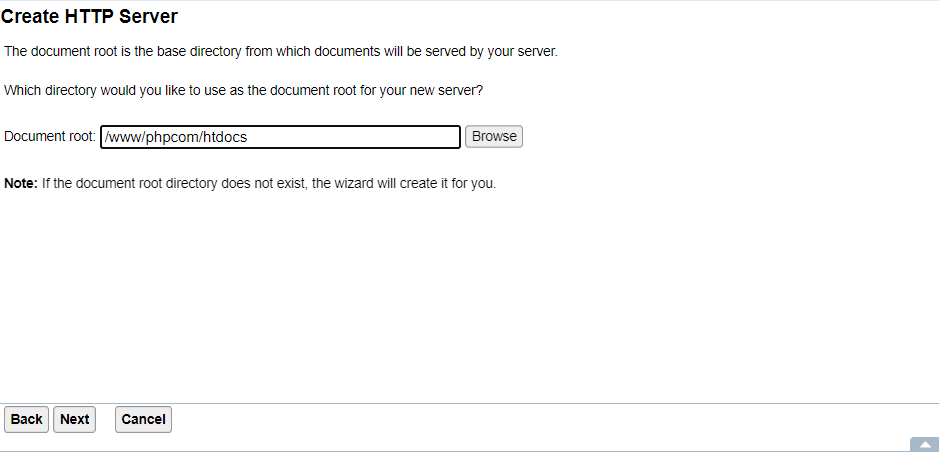 Create HTTP Server
The document root is the base directory from which documents will be served by your server.
Which directory would you like to use as the document root for your new server?
Document root: /www/phpcom/htdocs Browse
Note: If the document root directory does not exist, the wizard will create it for you.
Back Next Cancel